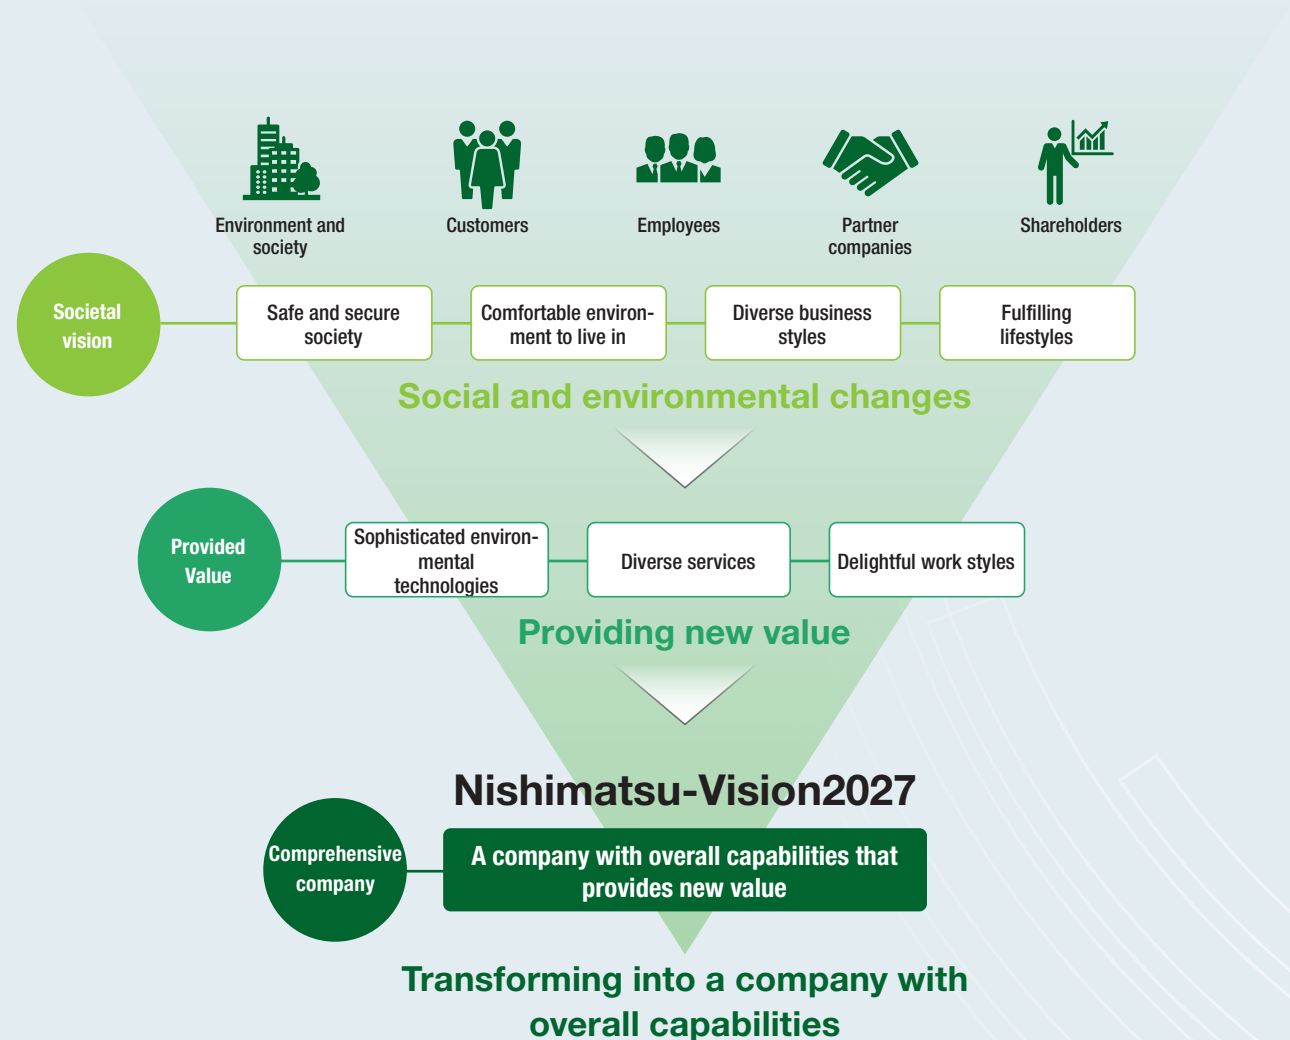 Environment and
society
Customers
Employees
Partner
companies
Shareholders
Societal
vision
Safe and secure
society
Comfortable environ-
ment to live in
Diverse business
styles
Fulfilling
lifestyles
Social and environmental changes
Provided
Value
Sophisticated environ-
mental
technologies
Diverse services
Delightful work styles
Providing new value
Nishimatsu-Vision2027
Comprehensive
company
A company with overall capabilities that
provides new value
Transforming into a company with
overall capabilities